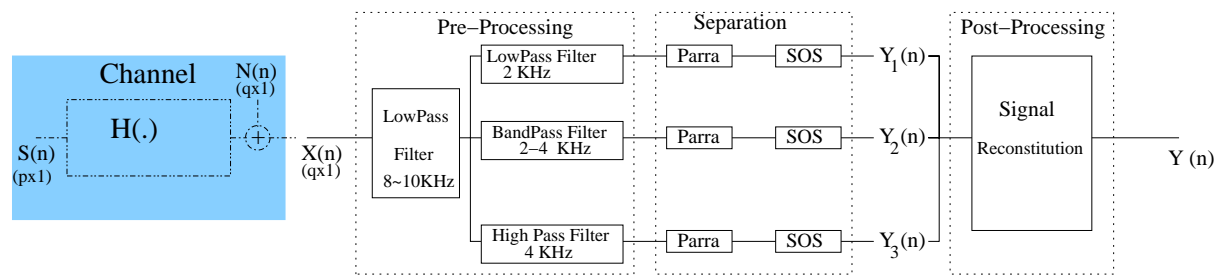 Pre–Processing
Separation
Post–Processing
Channel
N(n)
(qx1)
H(.)
S(n)
(px1)
X(n)
(qx1)
LowPass
Filter
8~10KHz
LowPass Filter
2 KHz
BandPass Filter
2–4 KHz
High Pass Filter
4 KHz
Parra
SOS
Y1(n)
Parra
SOS
Y2(n)
Parra
SOS
Y3(n)
Signal
Reconstitution
Y (n)